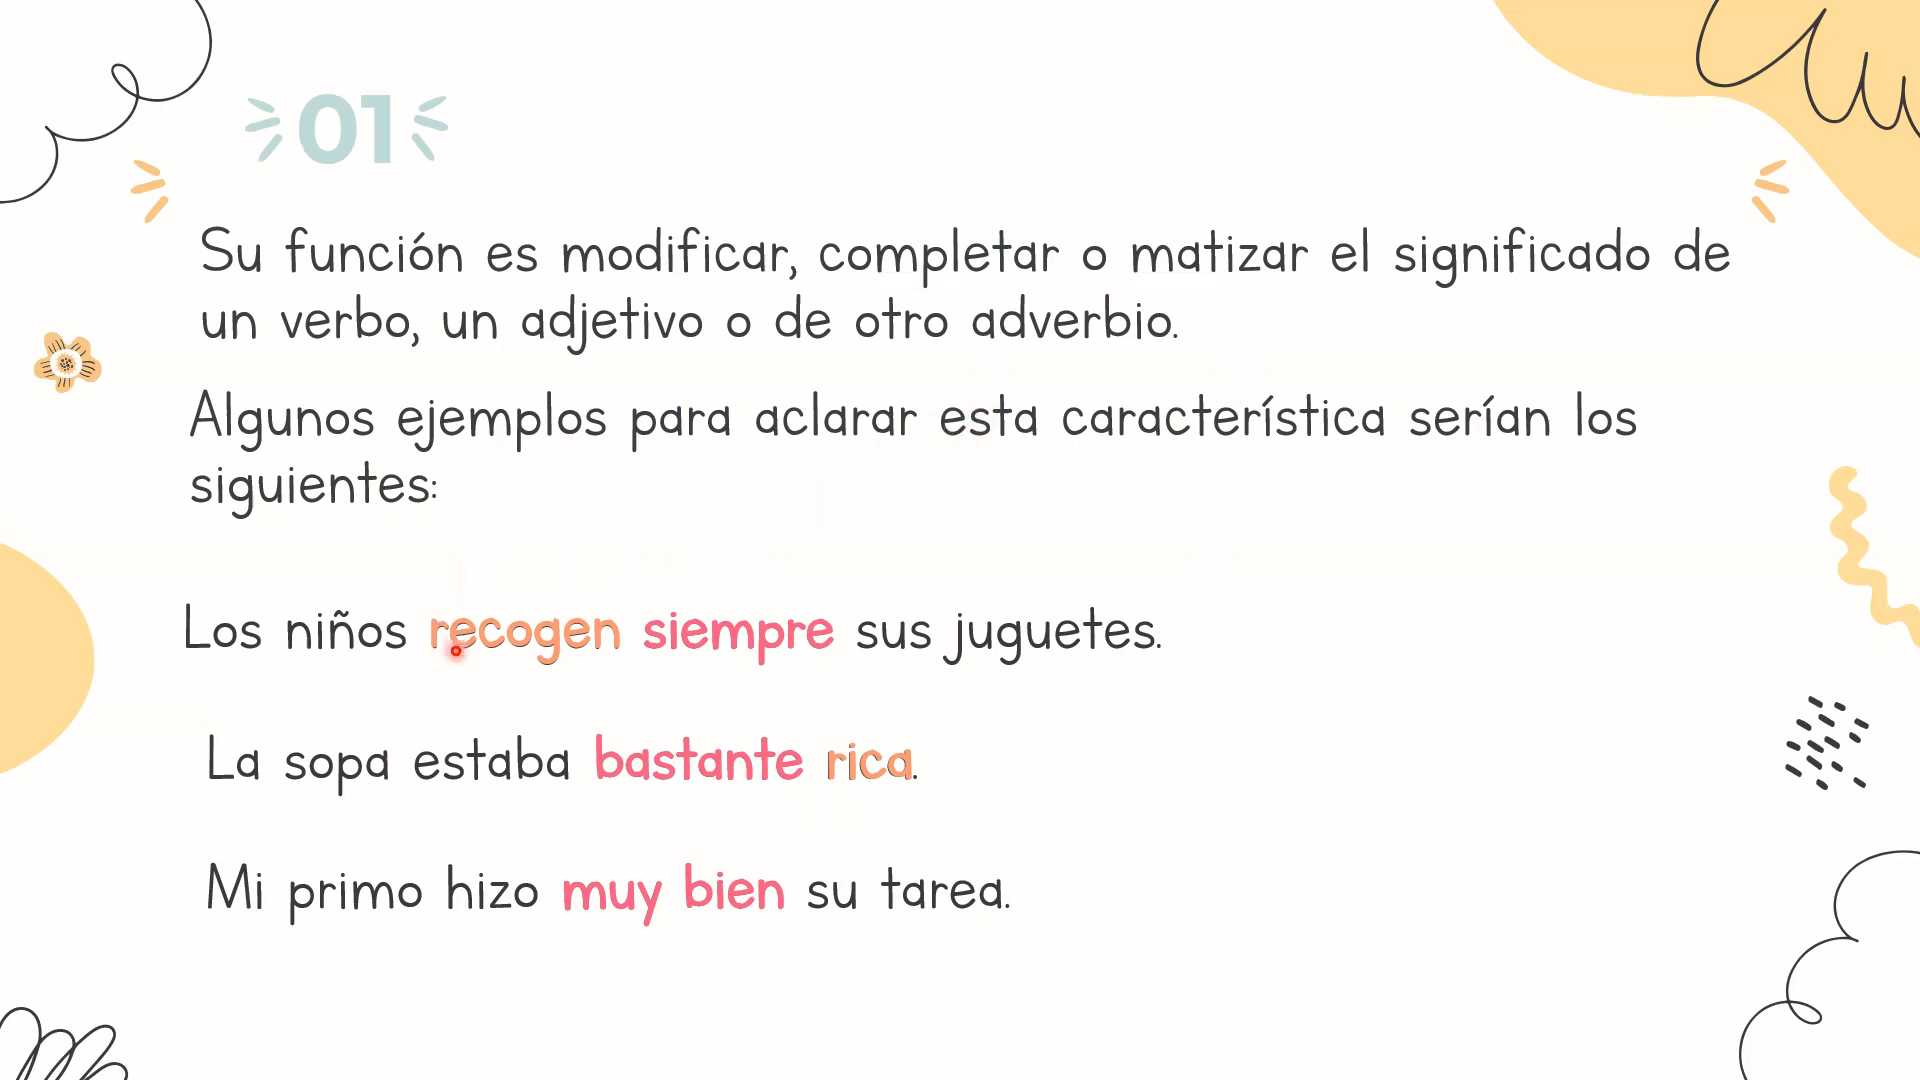 01
Su función es modificar, completar o matizar el significado de
un verbo, un adjetivo o de otro adverbio.
Algunos ejemplos para aclarar esta característica serían los
siguientes:
Los niños recogen siempre sus juguetes.
La sopa estaba bastante rica.
Mi primo hizo muy bien su tarea.